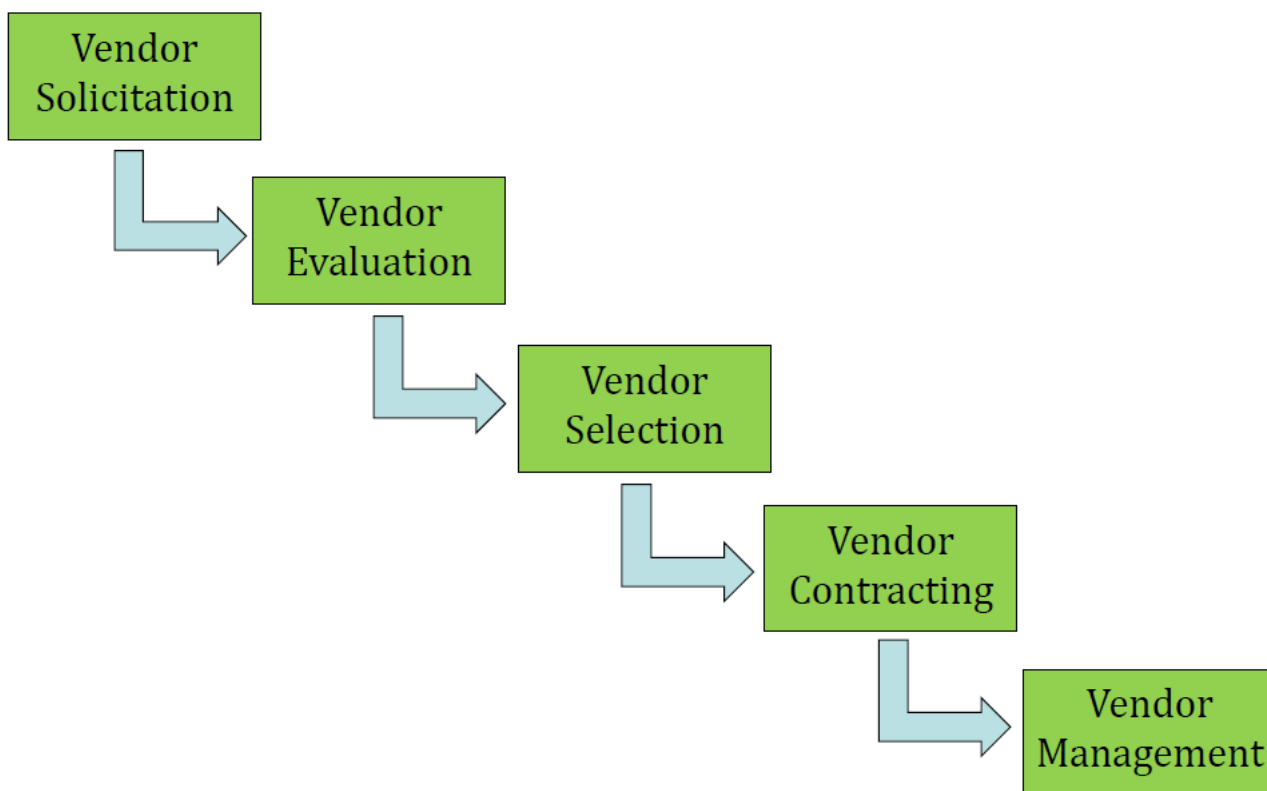 Vendor
Solicitation
Vendor
Evaluation
Vendor
Selection
Vendor
Contracting
Vendor
Management